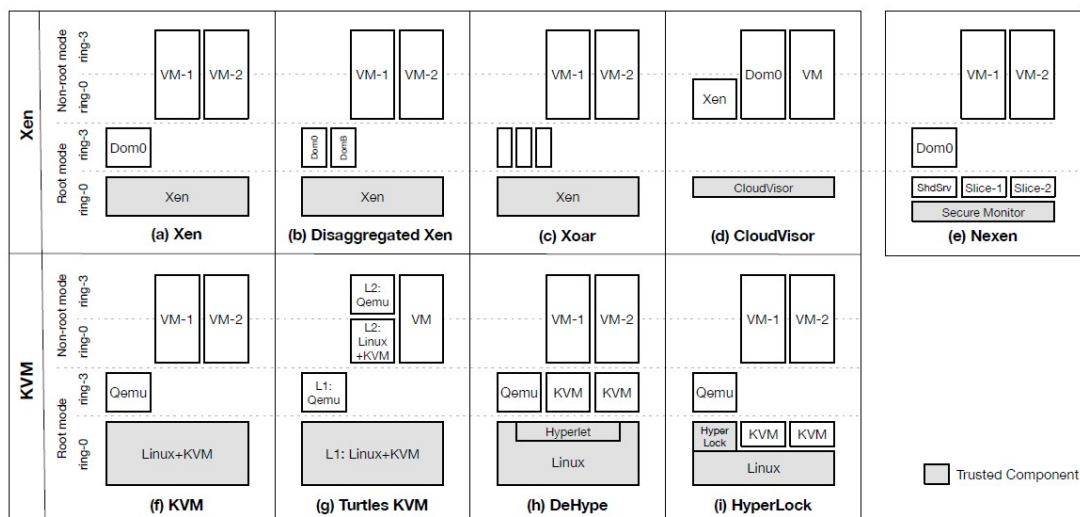 Xen
Non-root mode
ring-3
ring-0
Root mode
ring-3
ring-0
VM-1
VM-2
Dom0
Xen
(a) Xen
VM-1
VM-2
Dom0
DomB
Xen
(b) Disaggregated Xen
VM-1
VM-2
Xen
(c) Xoar
Xen
Dom0
VM
CloudVisor
(d) CloudVisor
VM-1
VM-2
Dom0
ShdSrv
Slice-1
Slice-2
Secure Monitor
(e) Nexen
KVM
Non-root mode
ring-3
ring-0
Root mode
ring-3
ring-0
VM-1
VM-2
Qemu
Linux+KVM
(f) KVM
L2:
Qemu
L2:
Linux
+KVM
VM
L1:
Qemu
L1: Linux+KVM
(g) Turtles KVM
VM-1
VM-2
Qemu
KVM
KVM
Hyperlet
Linux
(h) DeHype
VM-1
VM-2
Qemu
Hyper
Lock
KVM
KVM
Linux
(i) HyperLock
Trusted Component